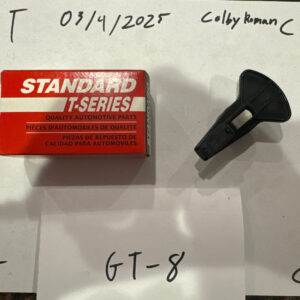 T 03/4/2025 Colby Roman C
STANDARD
T-SERIES
QUALITY AUTOMOTIVE PARTS
PIÈCES D'AUTOMOBILES DE QUALITÉ
PIEZAS DE REPUESTO DE
CALIDAD PARA AUTOMÓVILES
GT-8